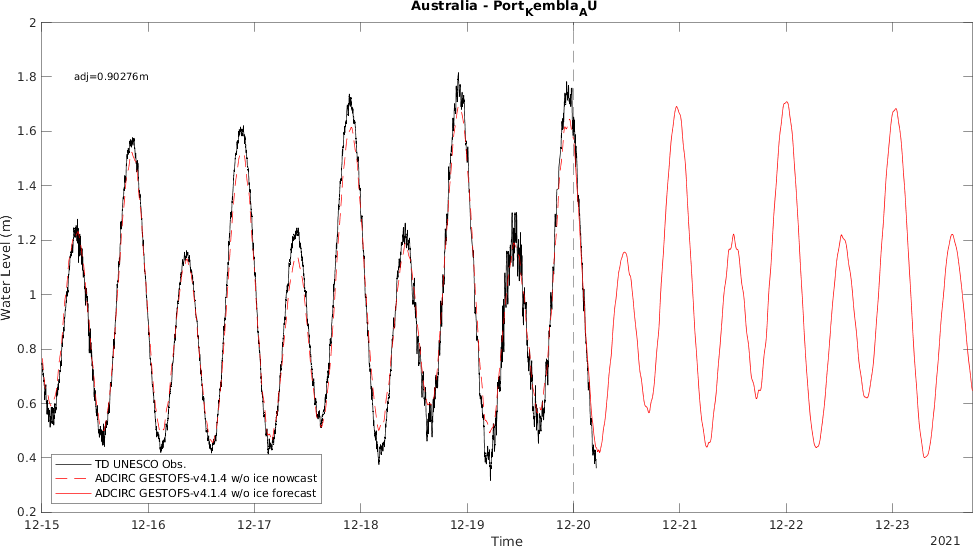 Australia - PortKemblaAU
adj=0.90276m
Water Level (m)
2
1.8
1.6
1.4
1.2
1
0.8
0.6
0.4
0.2
TD UNESCO Obs.
ADCIRC GESTOFS-v4.1.4 w/o ice nowcast
ADCIRC GESTOFS-v4.1.4 w/o ice forecast
12-15 12-16 12-17 12-18 12-19 12-20 12-21 12-22 12-23
Time
2021